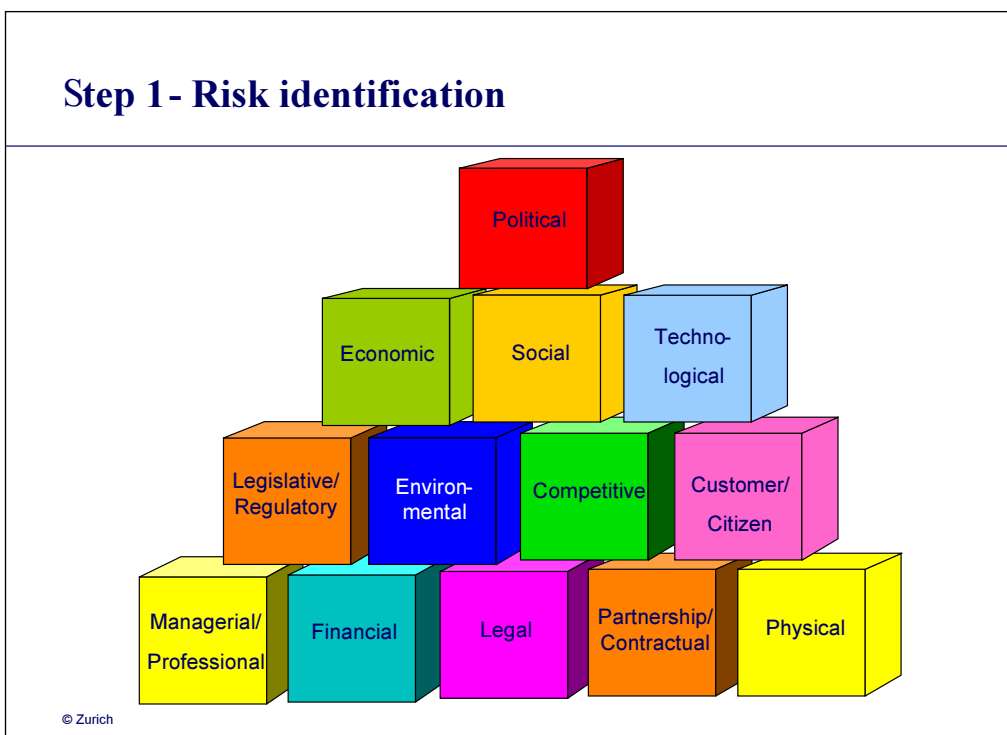 Step 1- Risk identification
Political
Economic
Social
Techno-
logical
Legislative/
Regulatory
Environ-
mental
Competitive
Customer/
Citizen
Managerial/
Professional
Financial
Legal
Partnership/
Contractual
Physical
© Zurich